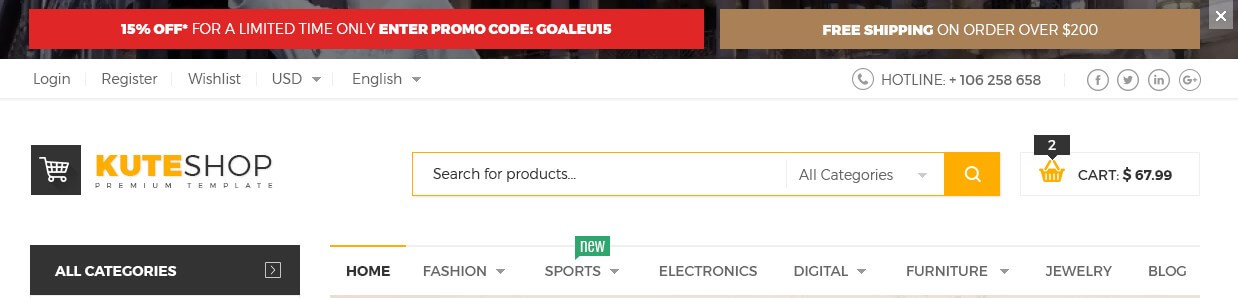 15% OFF* FOR A LIMITED TIME ONLY ENTER PROMO CODE: GOALEU15
FREE SHIPPING ON ORDER OVER $200
Login Register Wishlist USD English
HOTLINE: + 106 258 658
KUTESHOP
PREMIUM TEMPLATE
Search for products... All Categories
2
CART: $ 67.99
ALL CATEGORIES
new
HOME FASHION SPORTS ELECTRONICS DIGITAL FURNITURE JEWELRY BLOG